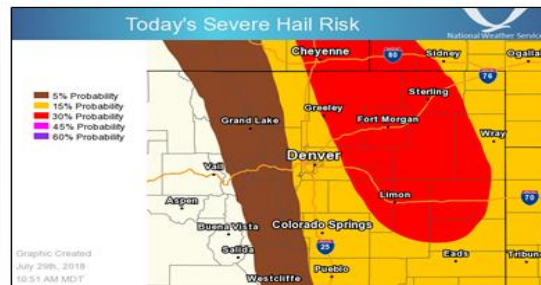 Today's Severe Hail Risk
National Weather Service
5% Probability
15% Probability
30% Probability
45% Probability
60% Probability
Cheyenne
80
Sidney
Ogalla
76
Sterling
Greeley
Grand Lake
Fort Morgan
Wray
Denver
Vail
Limon
70
Aspen
Buena Vista
Colorado Springs
Salida
25
Eads
Tribun
Pueblo
Westcliffe
Graphic Created
July 29th, 2018
10:51 AM MDT